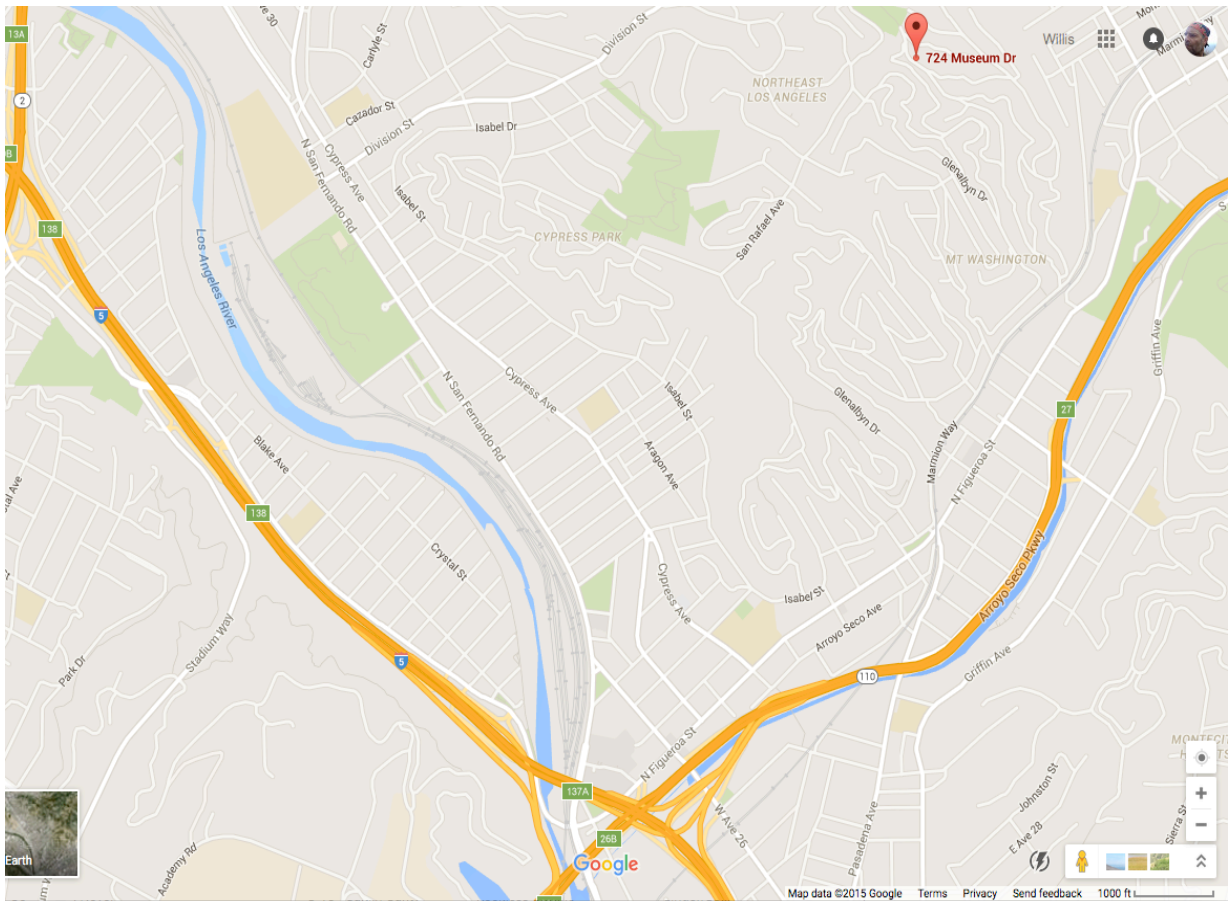 13A
Ave 30
Carlyle St
Division St
Willis
Marmi
724 Museum Dr
NORTHEAST
LOS ANGELES
2
Cazador St
Division St
Isabel Dr
N San Fernando Rd
Cypress Ave
Isabel St
Glenalbyn Dr
San Rafael Ave
CYPRESS PARK
MT WASHINGTON
138
Los Angeles River
5
Griffin Ave
N San Fernando Rd
Cypress Ave
Isabel St
Glenalbyn Dr
27
Blake Ave
Aragon Ave
Marmion Way
N Figueroa St
138
Crystal St
Cypress Ave
Isabel St
Arroyo Seco Ave
Arroyo Seco Pkwy
Stadium Way
Park Dr
5
110
Griffin Ave
N Figueroa St
137A
26B
W Ave 26
Pasadena Ave
Johnston St
E Ave 28
Sierra St
Academy Rd
Earth
Google
Map data ©2015 Google
Terms
Privacy
Send feedback
1000 ft